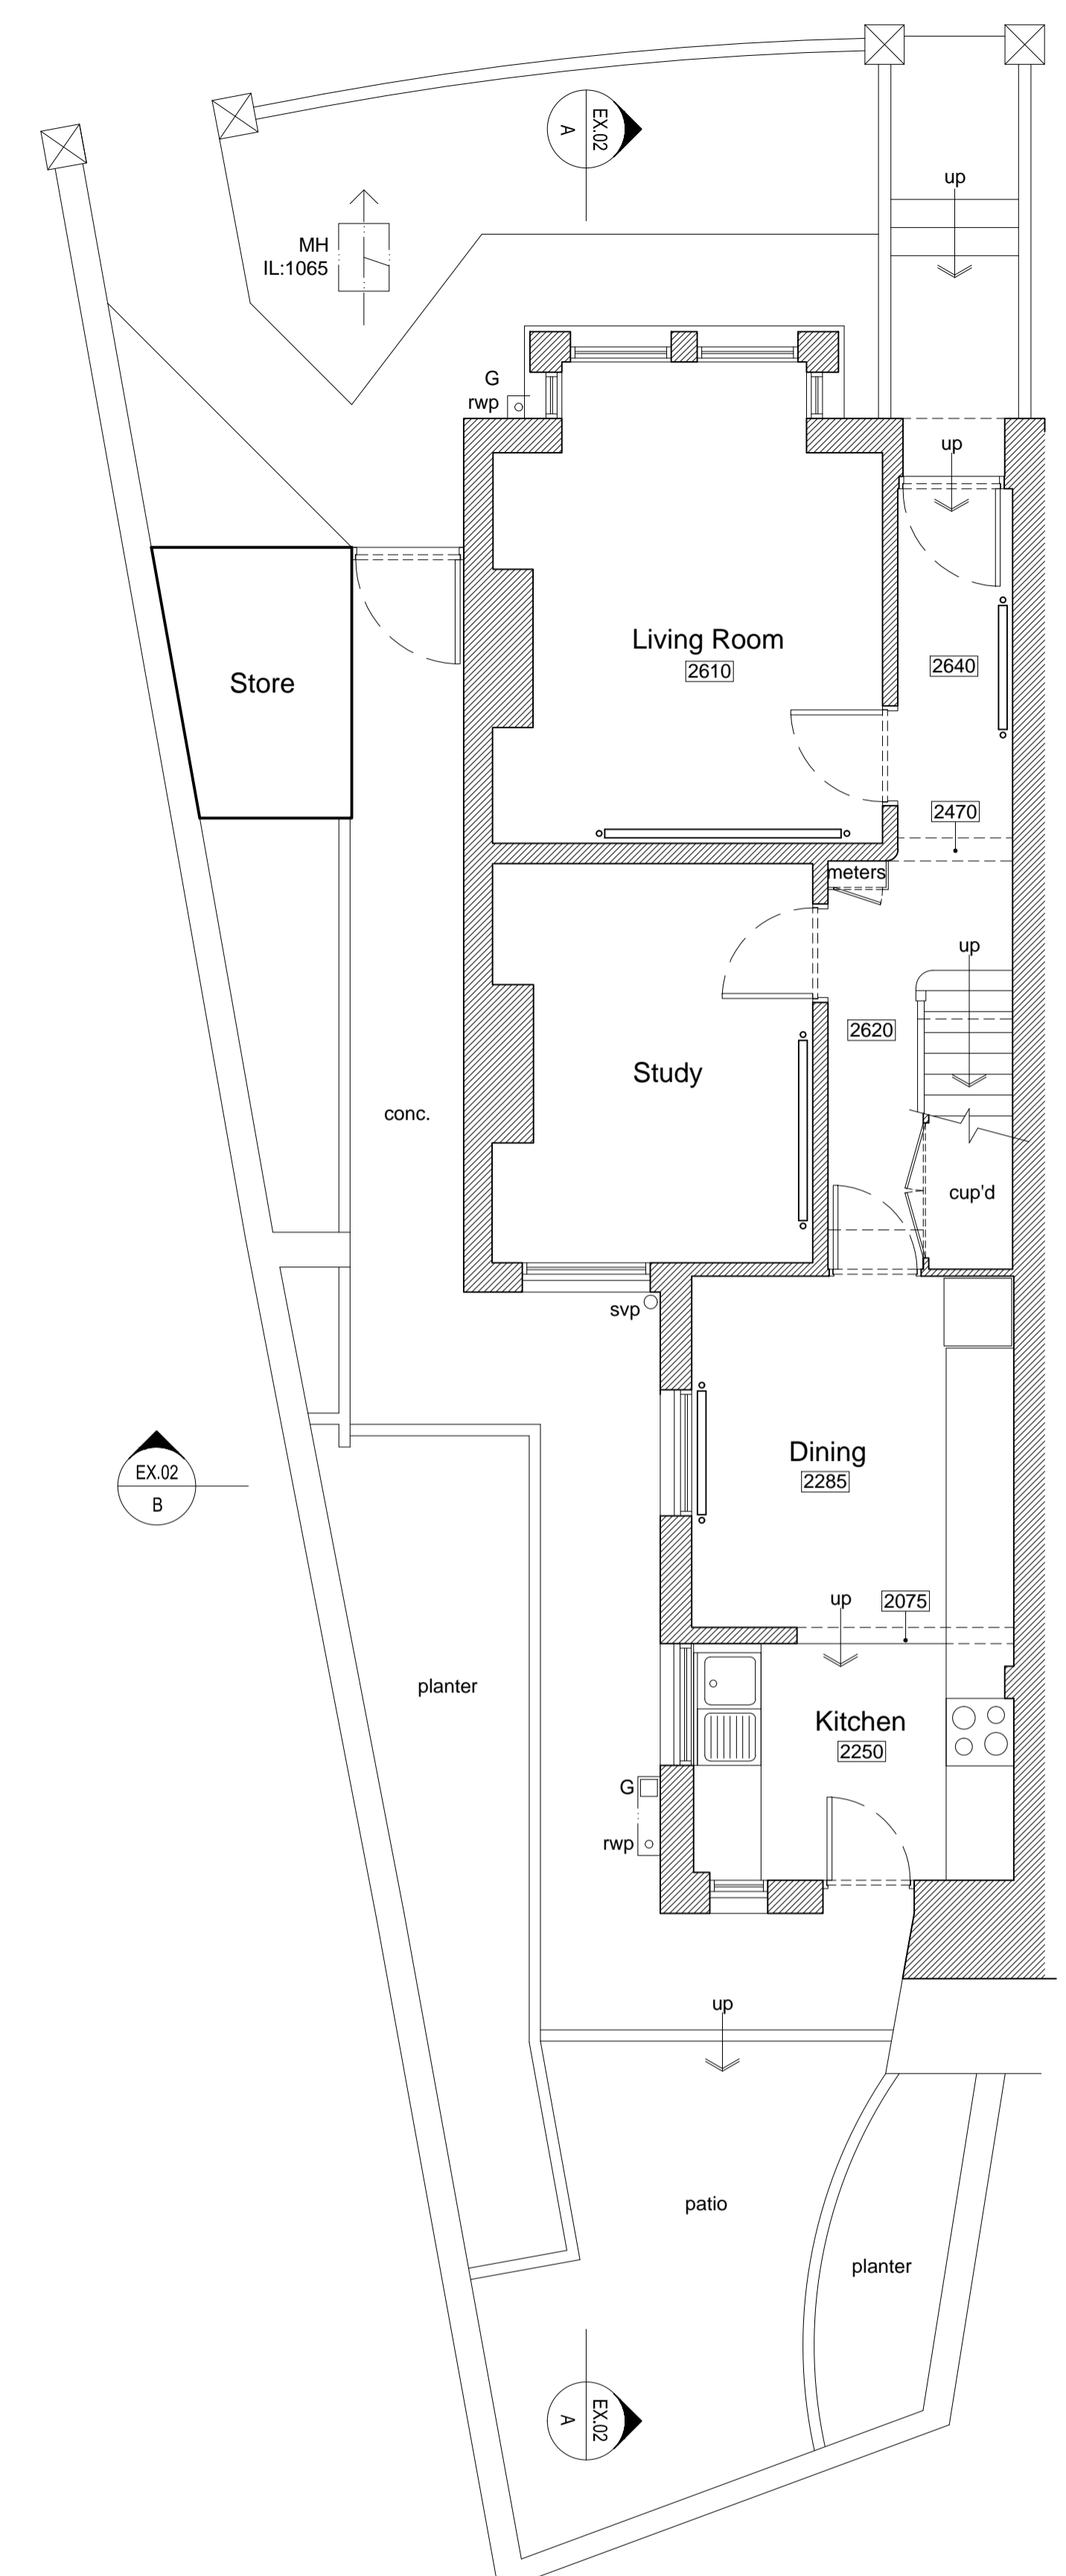 EX.02
A
up
MH
IL:1065
G
rwp
up
Living Room
2610
2640
Store
2470
meters
up
2620
Study
conc.
cup'd
svp
Dining
2285
EX.02
B
up
2075
planter
Kitchen
2250
G
rwp
up
patio
planter
EX.02
A